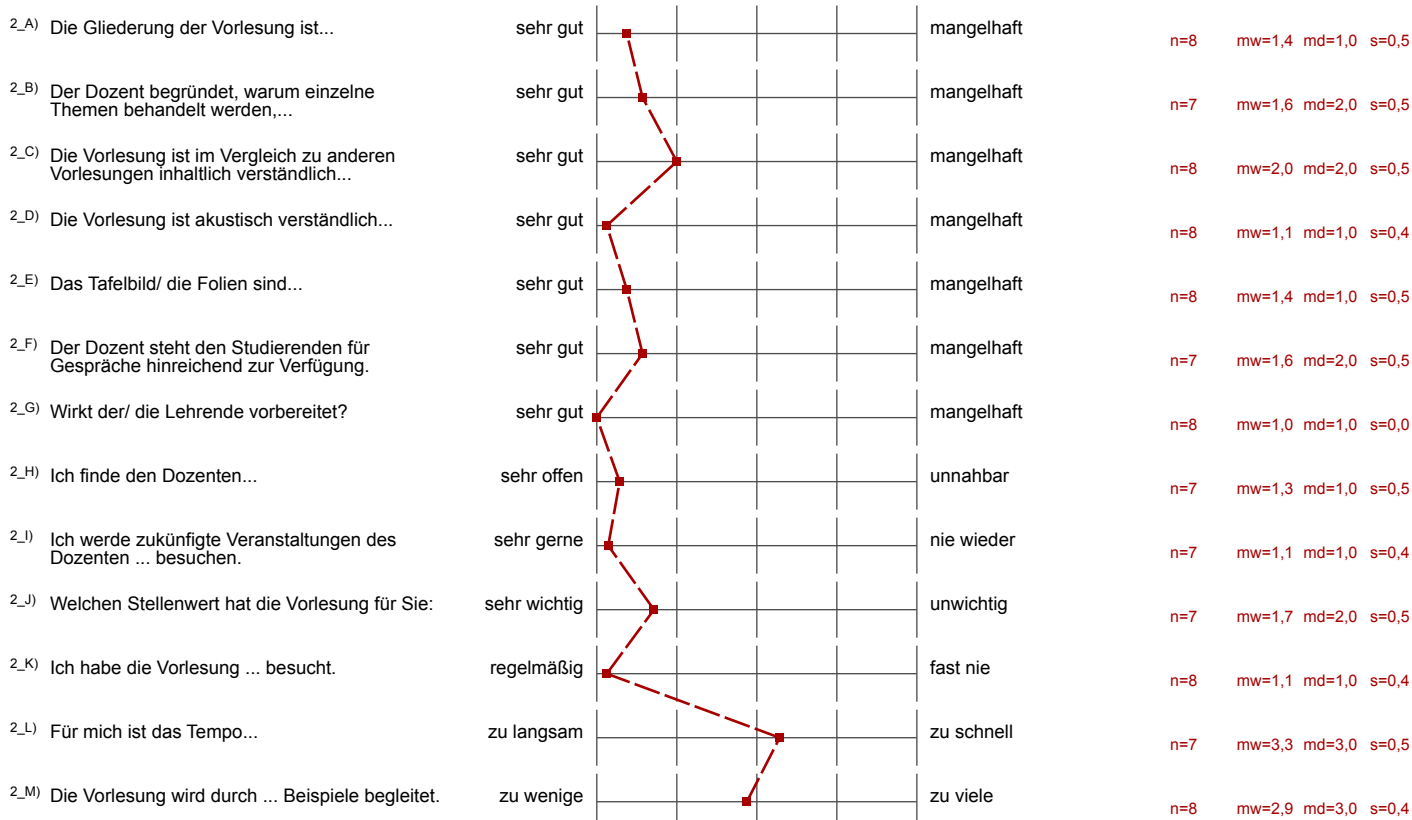 2_A) Die Gliederung der Vorlesung ist... sehr gut mangelhaft n=8 mw=1,4 md=1,0 s=0,5
2_B) Der Dozent begründet, warum einzelne
Themen behandelt werden,... sehr gut mangelhaft n=7 mw=1,6 md=2,0 s=0,5
2_C) Die Vorlesung ist im Vergleich zu anderen
Vorlesungen inhaltlich verständlich... sehr gut mangelhaft n=8 mw=2,0 md=2,0 s=0,5
2_D) Die Vorlesung ist akustisch verständlich... sehr gut mangelhaft n=8 mw=1,1 md=1,0 s=0,4
2_E) Das Tafelbild/ die Folien sind... sehr gut mangelhaft n=8 mw=1,4 md=1,0 s=0,5
2_F) Der Dozent steht den Studierenden für
Gespräche hinreichend zur Verfügung. sehr gut mangelhaft n=7 mw=1,6 md=2,0 s=0,5
2_G) Wirkt der/ die Lehrende vorbereitet? sehr gut mangelhaft n=8 mw=1,0 md=1,0 s=0,0
2_H) Ich finde den Dozenten... sehr offen unnahbar n=7 mw=1,3 md=1,0 s=0,5
2_I) Ich werde zukünfigte Veranstaltungen des
Dozenten ... besuchen. sehr gerne nie wieder n=7 mw=1,1 md=1,0 s=0,4
2_J) Welchen Stellenwert hat die Vorlesung für Sie: sehr wichtig unwichtig n=7 mw=1,7 md=2,0 s=0,5
2_K) Ich habe die Vorlesung ... besucht. regelmäßig fast nie n=8 mw=1,1 md=1,0 s=0,4
2_L) Für mich ist das Tempo... zu langsam zu schnell n=7 mw=3,3 md=3,0 s=0,5
2_M) Die Vorlesung wird durch ... Beispiele begleitet. zu wenige zu viele n=8 mw=2,9 md=3,0 s=0,4